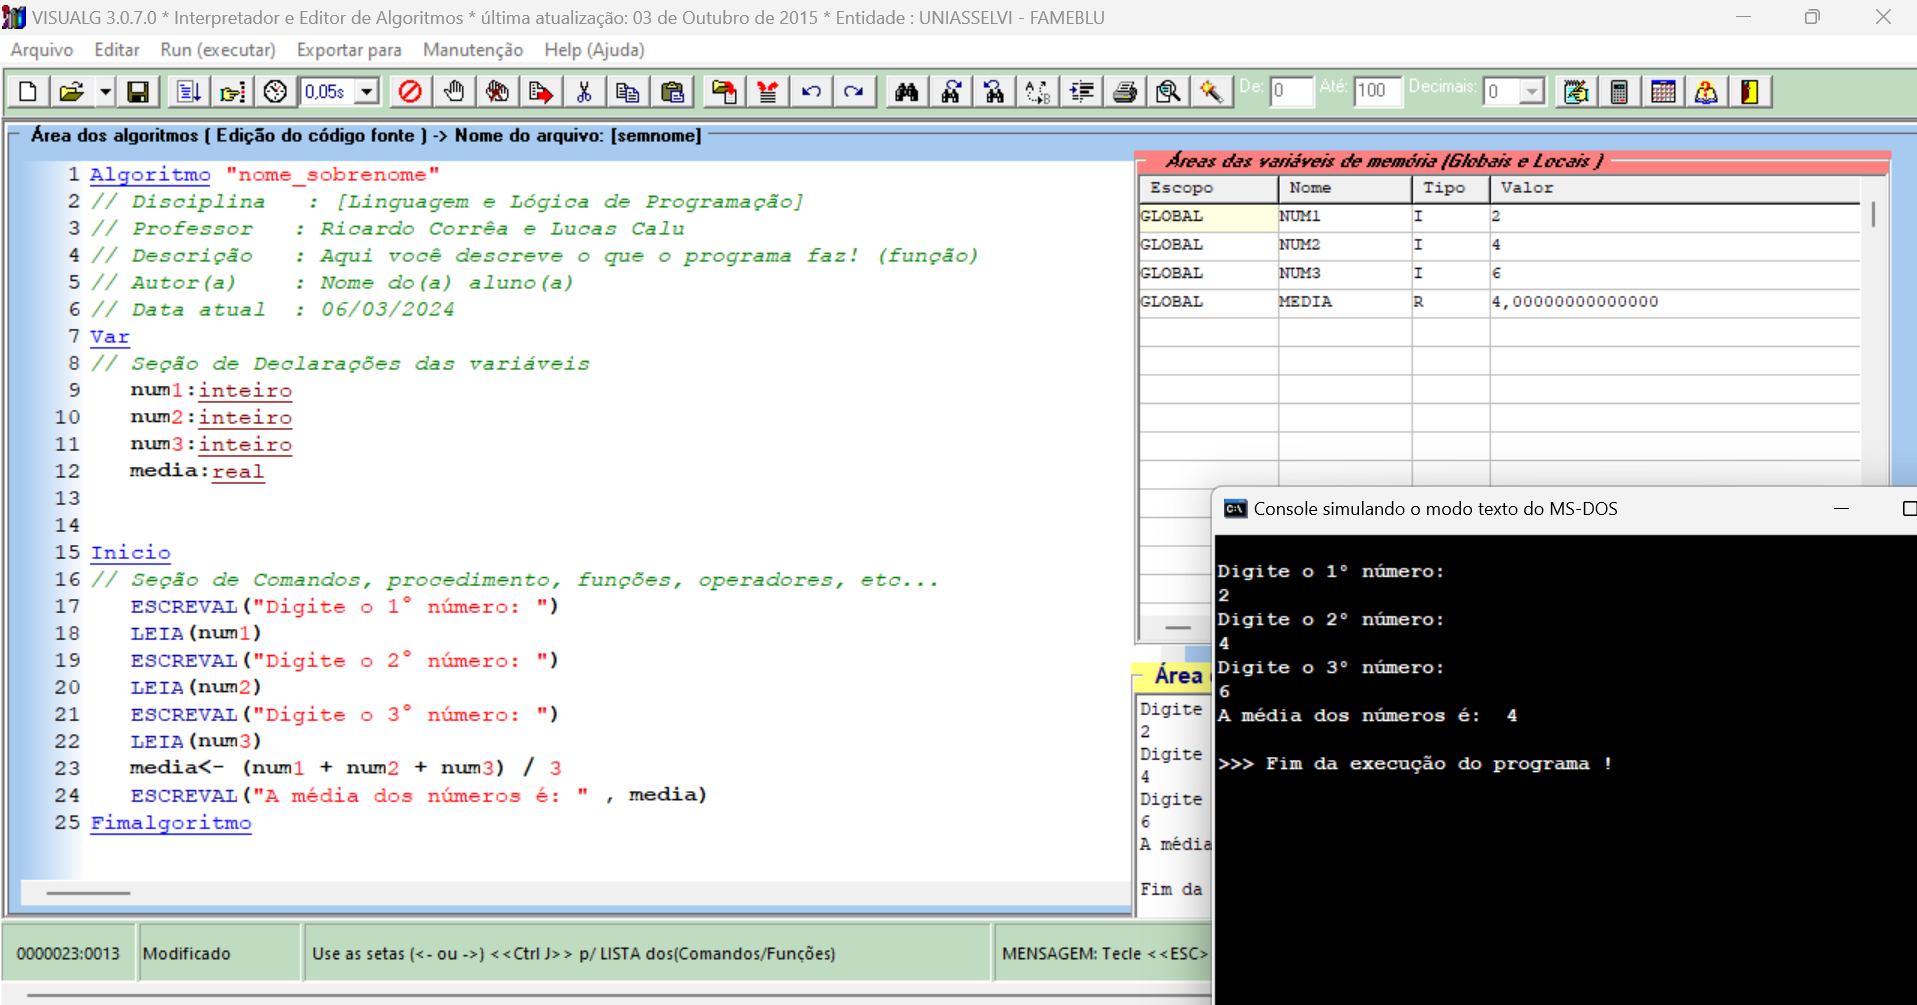 VISUALG 3.0.7.0 * Interpretador e Editor de Algoritmos * última atualização: 03 de Outubro de 2015 * Entidade : UNIASSELVI - FAMEBLU
Arquivo Editar Run (executar) Exportar para Manutenção Help (Ajuda)
0,05s De: 0 Até: 100 Decimais: 0
Área dos algoritmos ( Edição do código fonte ) -> Nome do arquivo: [semnome]
1 Algoritmo "nome_sobrenome"
2 // Disciplina : [Linguagem e Lógica de Programação]
3 // Professor : Ricardo Corrêa e Lucas Calu
4 // Descrição : Aqui você descreve o que o programa faz! (função)
5 // Autor(a) : Nome do(a) aluno(a)
6 // Data atual : 06/03/2024
7 Var
8 // Seção de Declarações das variáveis
9 num1:inteiro
10 num2:inteiro
11 num3:inteiro
12 media:real
13
14
15 Inicio
16 // Seção de Comandos, procedimento, funções, operadores, etc...
17 ESCREVAL("Digite o 1° número: ")
18 LEIA(num1)
19 ESCREVAL("Digite o 2° número: ")
20 LEIA(num2)
21 ESCREVAL("Digite o 3° número: ")
22 LEIA(num3)
23 media<- (num1 + num2 + num3) / 3
24 ESCREVAL("A média dos números é: " , media)
25 Fimalgoritmo
Áreas das variáveis de memória (Globais e Locais )
Escopo Nome Tipo Valor
GLOBAL NUM1 I 2
GLOBAL NUM2 I 4
GLOBAL NUM3 I 6
GLOBAL MEDIA R 4,00000000000000
Área
Digite
2
Digite
4
Digite
6
A média
Fim da
Console simulando o modo texto do MS-DOS
Digite o 1° número:
2
Digite o 2° número:
4
Digite o 3° número:
6
A média dos números é: 4
>>> Fim da execução do programa !
0000023:0013 Modificado Use as setas (<- ou ->) <<Ctrl J>> p/ LISTA dos(Comandos/Funções) MENSAGEM: Tecle <<ESC>